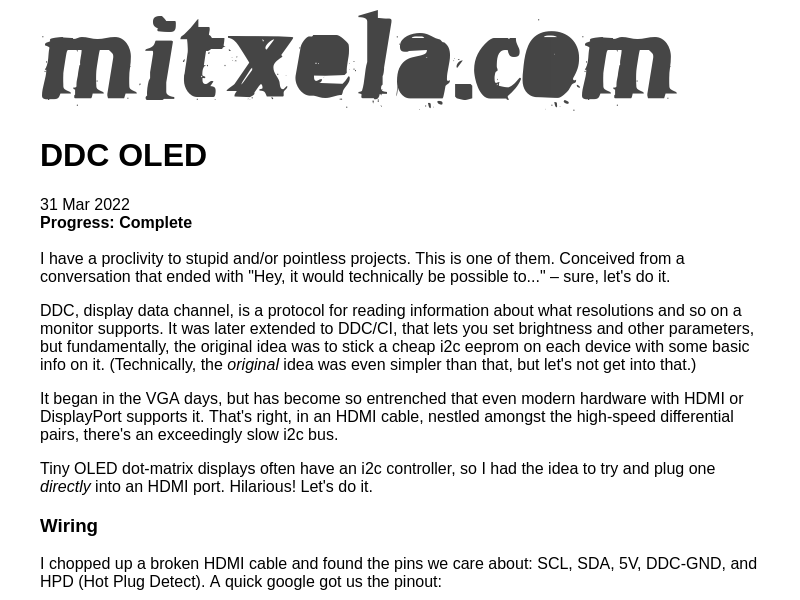 mitxela.com
DDC OLED
31 Mar 2022
Progress: Complete
I have a proclivity to stupid and/or pointless projects. This is one of them. Conceived from a
conversation that ended with "Hey, it would technically be possible to..." – sure, let's do it.
DDC, display data channel, is a protocol for reading information about what resolutions and so on a
monitor supports. It was later extended to DDC/CI, that lets you set brightness and other parameters,
but fundamentally, the original idea was to stick a cheap i2c eeprom on each device with some basic
info on it. (Technically, the original idea was even simpler than that, but let's not get into that.)
It began in the VGA days, but has become so entrenched that even modern hardware with HDMI or
DisplayPort supports it. That's right, in an HDMI cable, nestled amongst the high-speed differential
pairs, there's an exceedingly slow i2c bus.
Tiny OLED dot-matrix displays often have an i2c controller, so I had the idea to try and plug one
directly into an HDMI port. Hilarious! Let's do it.
Wiring
I chopped up a broken HDMI cable and found the pins we care about: SCL, SDA, 5V, DDC-GND, and
HPD (Hot Plug Detect). A quick google got us the pinout: